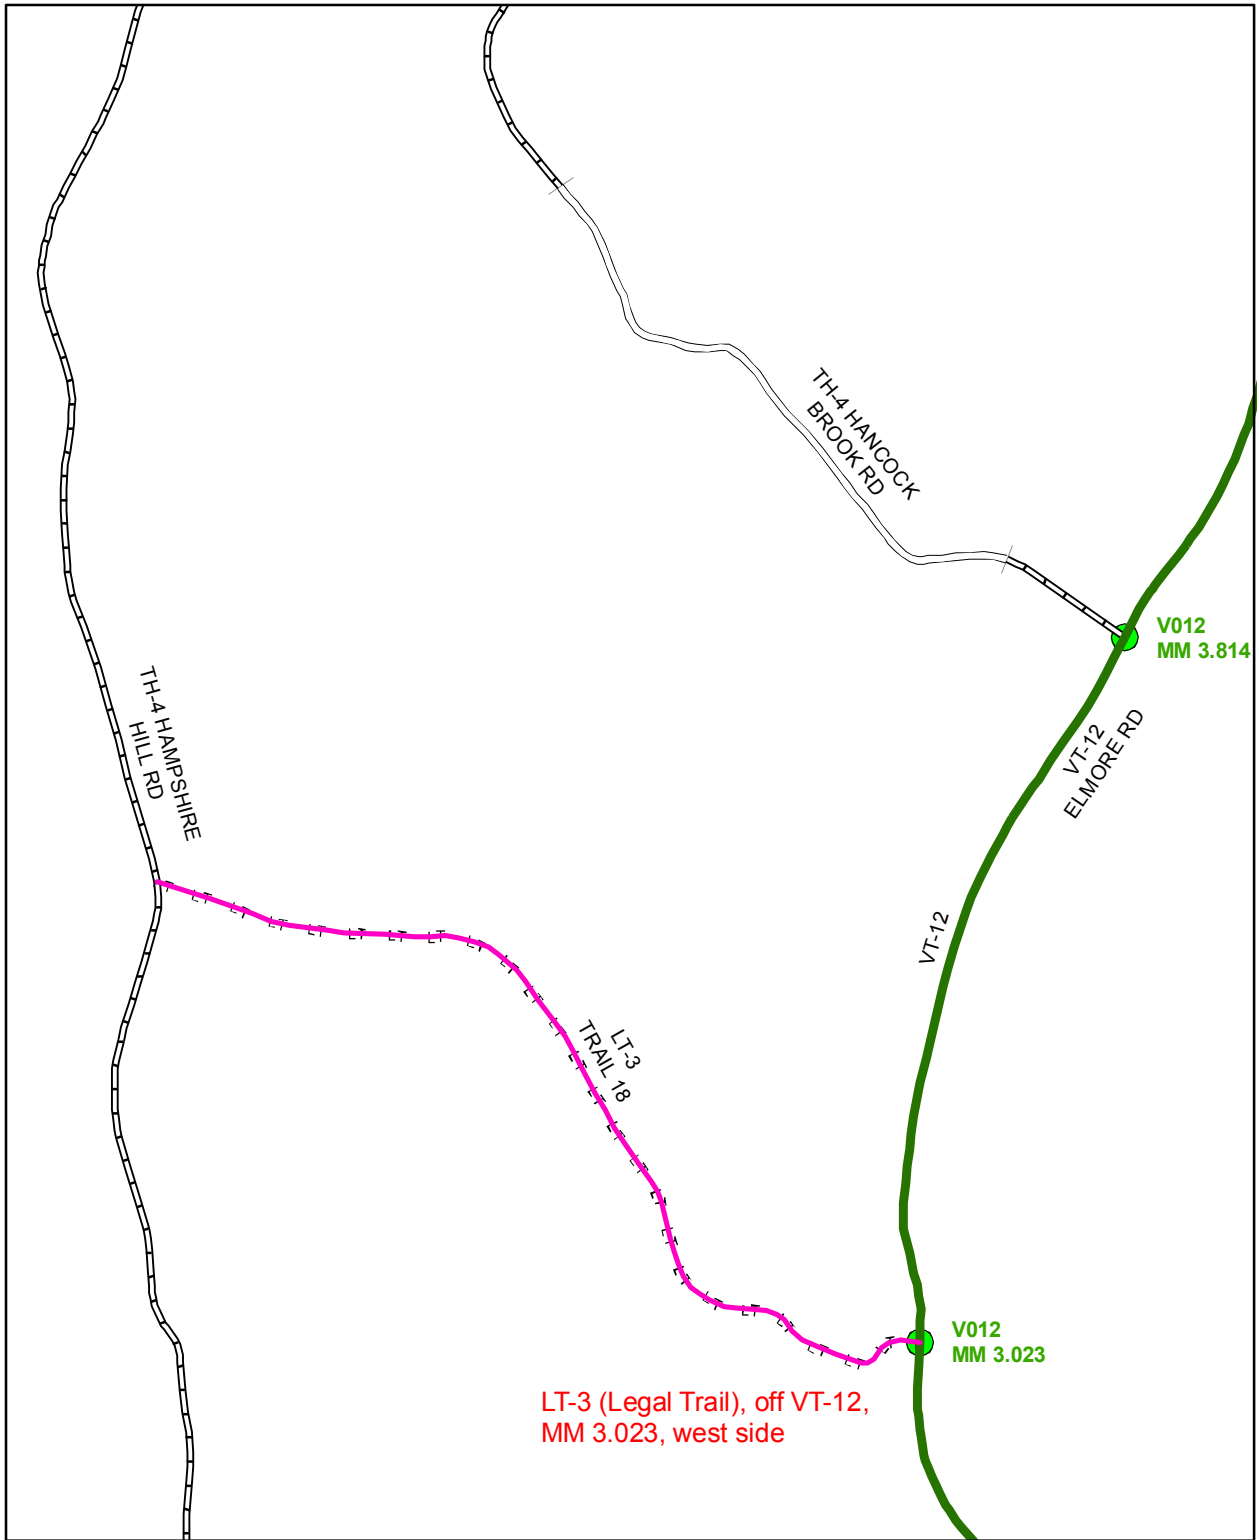 TH-4 HANCOCK
BROOK RD
V012
MM 3.814
TH-4 HAMPSHIRE
HILL RD
VT-12
ELMORE RD
VT-12
LT-3
TRAIL 18
V012
MM 3.023
LT-3 (Legal Trail), off VT-12,
MM 3.023, west side